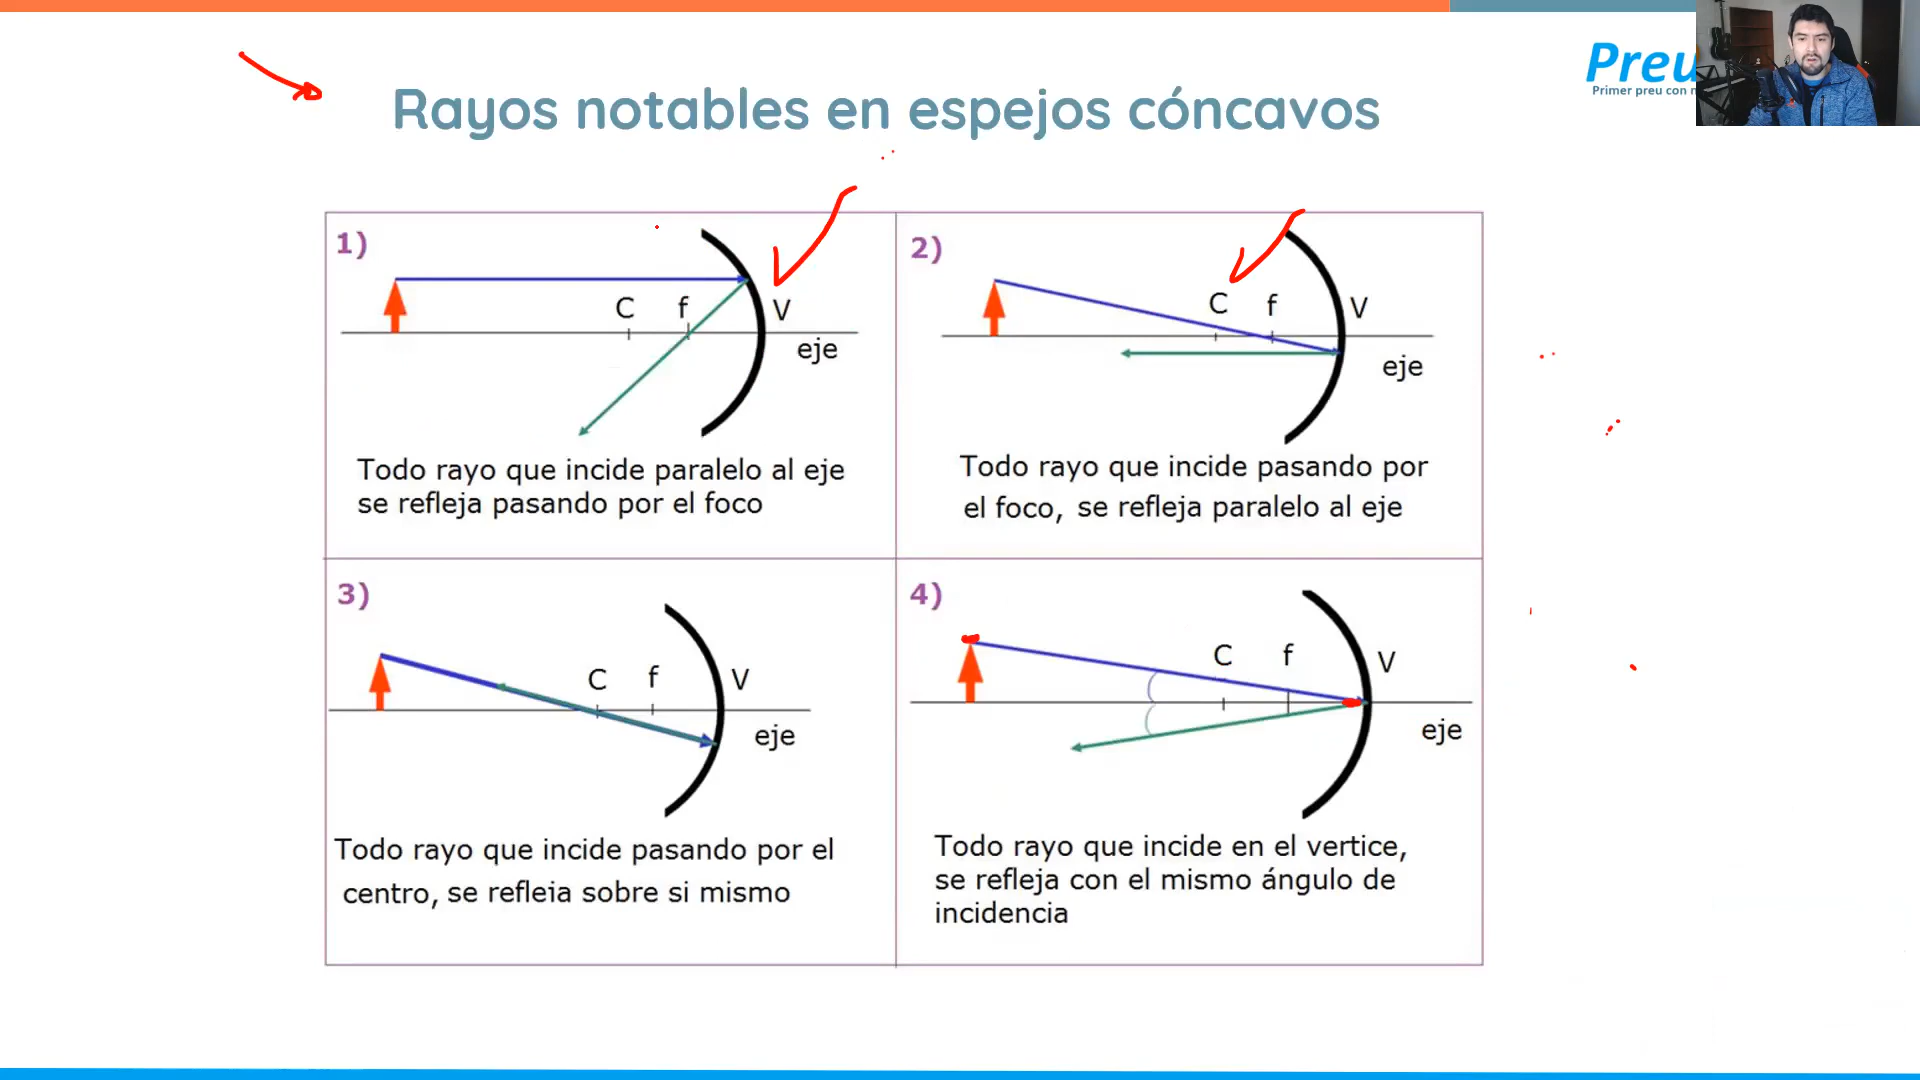 Preu
Primer preu con
Rayos notables en espejos cóncavos
1)
C f V
eje
Todo rayo que incide paralelo al eje
se refleja pasando por el foco
2)
C f V
eje
Todo rayo que incide pasando por
el foco, se refleja paralelo al eje
3)
C f V
eje
Todo rayo que incide pasando por el
centro, se refleia sobre si mismo
4)
C f V
eje
Todo rayo que incide en el vertice,
se refleja con el mismo ángulo de
incidencia